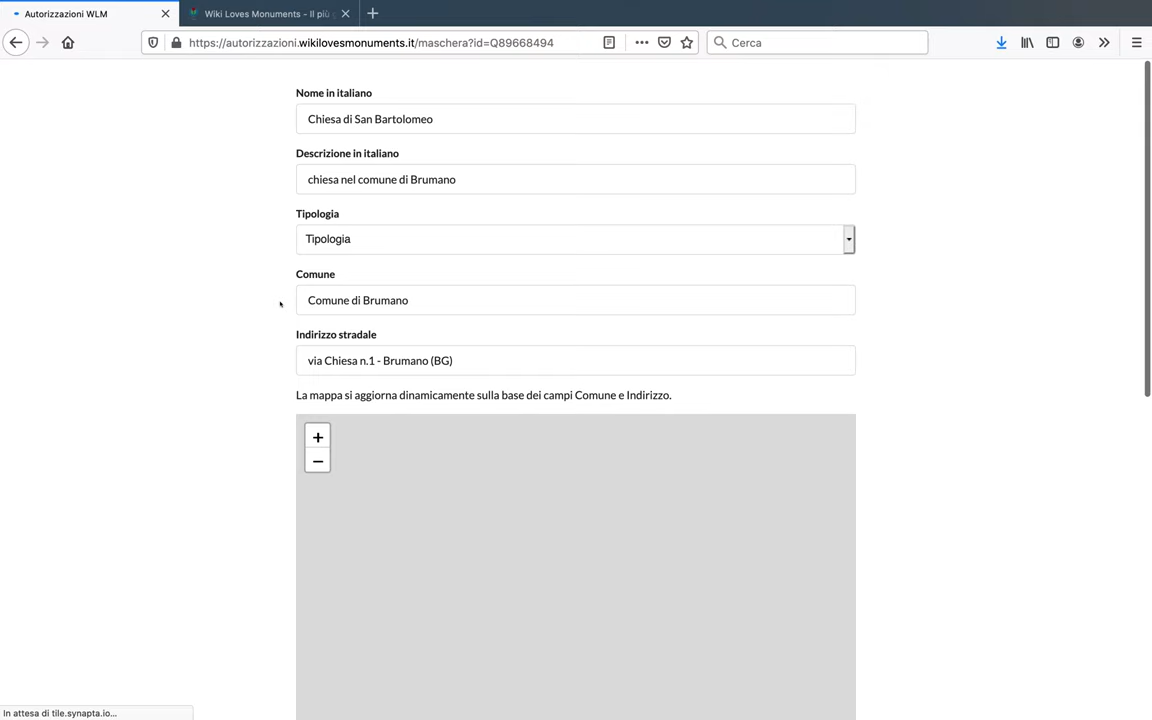 Autorizzazioni WLM
Wiki Loves Monuments - Il più
https://autorizzazioni.wikilovesmonuments.it/maschera?id=Q89668494
Cerca
Nome in italiano
Chiesa di San Bartolomeo
Descrizione in italiano
chiesa nel comune di Brumano
Tipologia
Tipologia
Comune
Comune di Brumano
Indirizzo stradale
via Chiesa n.1 - Brumano (BG)
La mappa si aggiorna dinamicamente sulla base dei campi Comune e Indirizzo.
+
−
In attesa di tile.synapta.io...